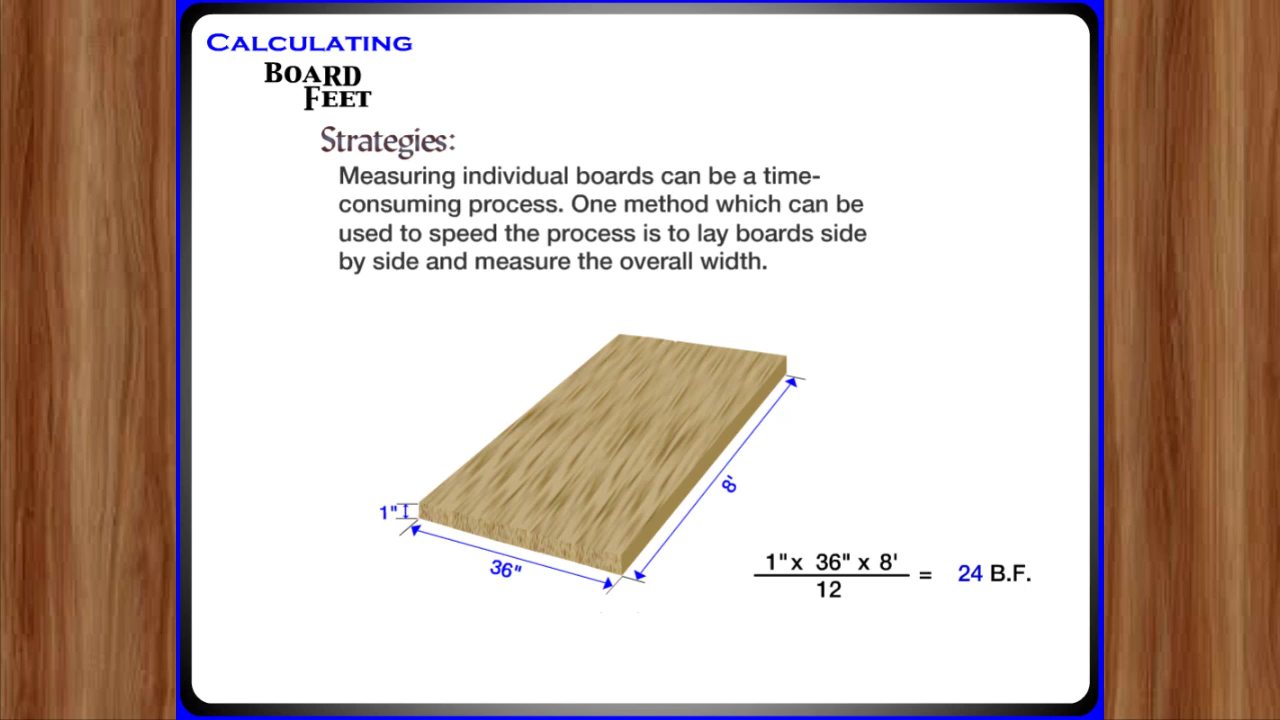 CALCULATING
BOARD
FEET
Strategies:
Measuring individual boards can be a time-
consuming process. One method which can be
used to speed the process is to lay boards side
by side and measure the overall width.
8'
1"
36"
1"x 36" x 8'
12
= 24 B.F.